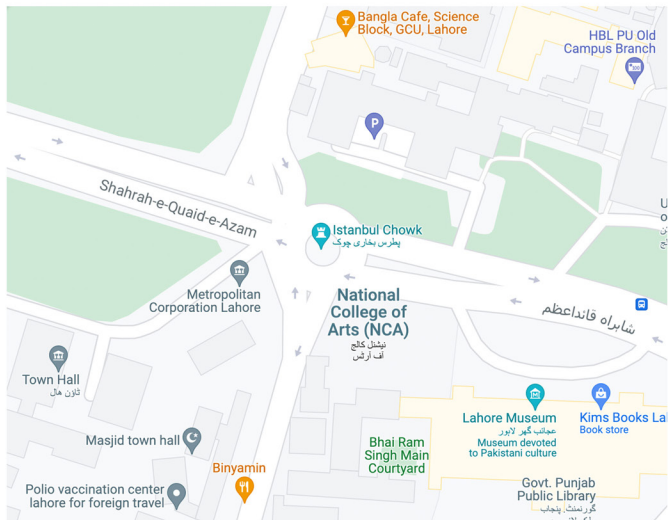 Bangla Cafe, Science
Block, GCU, Lahore
HBL PU Old
Campus Branch
P
Shahrah-e-Quaid-e-Azam
Istanbul Chowk
پطرس بخاری چوک
Metropolitan
Corporation Lahore
National
College of
Arts (NCA)
نیشنل کالج
آف آرٹس
شاہراہ قائداعظم
Town Hall
ٹاؤن هال
Lahore Museum
عجائب گھر لاہور
Museum devoted
to Pakistani culture
Kims Books La
Book store
Masjid town hall
Bhai Ram
Singh Main
Courtyard
Binyamin
Polio vaccination center
lahore for foreign travel
Govt. Punjab
Public Library
گورنمنٹ پنجاب